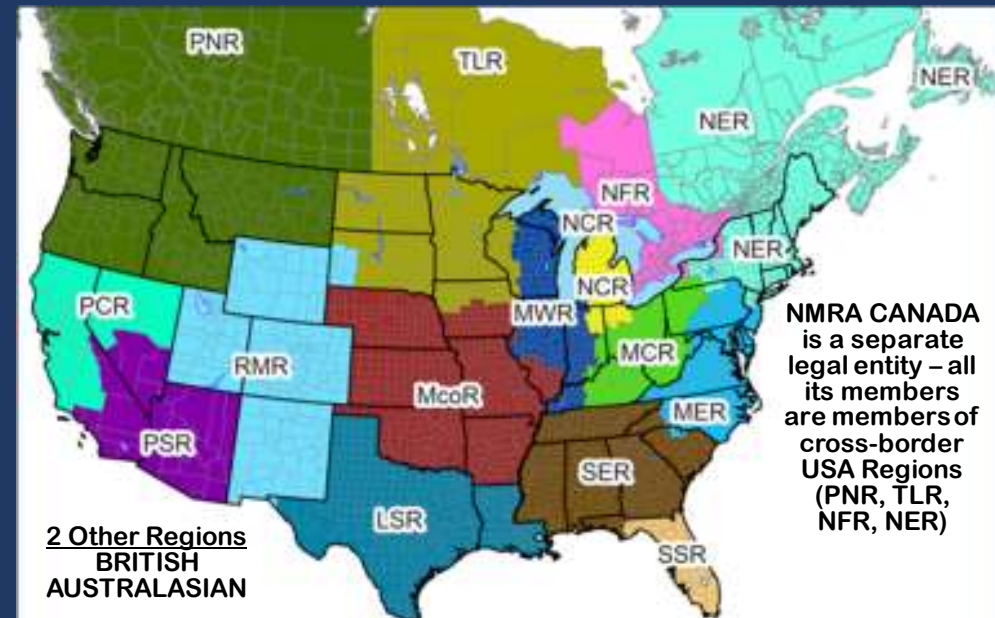 PNR
TLR
NER
NER
NFR
NCR
NER
NCR
PCR
MWR
MCR
RMR
McoR
MER
PSR
SER
LSR
SSR
NMRA CANADA
is a separate
legal entity – all
its members
are members of
cross-border
USA Regions
(PNR, TLR,
NFR, NER)
2 Other Regions
BRITISH
AUSTRALASIAN